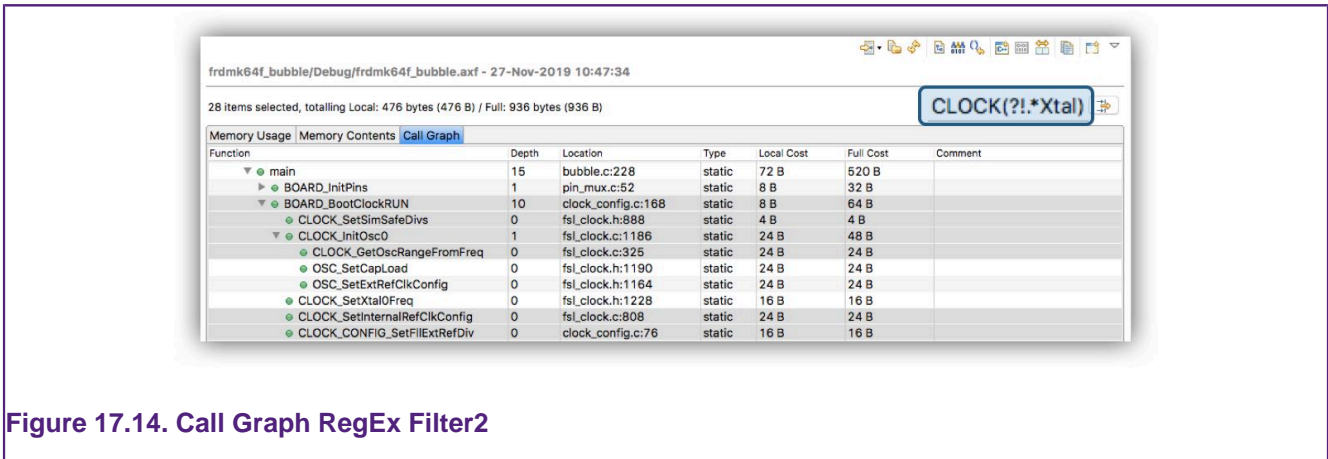 frdmk64f_bubble/Debug/frdmk64f_bubble.axf - 27-Nov-2019 10:47:34
28 items selected, totalling Local: 476 bytes (476 B) / Full: 936 bytes (936 B) CLOCK(?!.*Xtal)
Memory Usage Memory Contents Call Graph
Function Depth Location Type Local Cost Full Cost Comment
main 15 bubble.c:228 static 72 B 520 B
BOARD_InitPins 1 pin_mux.c:52 static 8 B 32 B
BOARD_BootClockRUN 10 clock_config.c:168 static 8 B 64 B
CLOCK_SetSimSafeDivs 0 fsl_clock.h:888 static 4 B 4 B
CLOCK_InitOsc0 1 fsl_clock.c:1186 static 24 B 48 B
CLOCK_GetOscRangeFromFreq 0 fsl_clock.c:325 static 24 B 24 B
OSC_SetCapLoad 0 fsl_clock.h:1190 static 24 B 24 B
OSC_SetExtRefClkConfig 0 fsl_clock.h:1164 static 24 B 24 B
CLOCK_SetXtal0Freq 0 fsl_clock.h:1228 static 16 B 16 B
CLOCK_SetInternalRefClkConfig 0 fsl_clock.c:808 static 24 B 24 B
CLOCK_CONFIG_SetFllExtRefDiv 0 clock_config.c:76 static 16 B 16 B
Figure 17.14. Call Graph RegEx Filter2